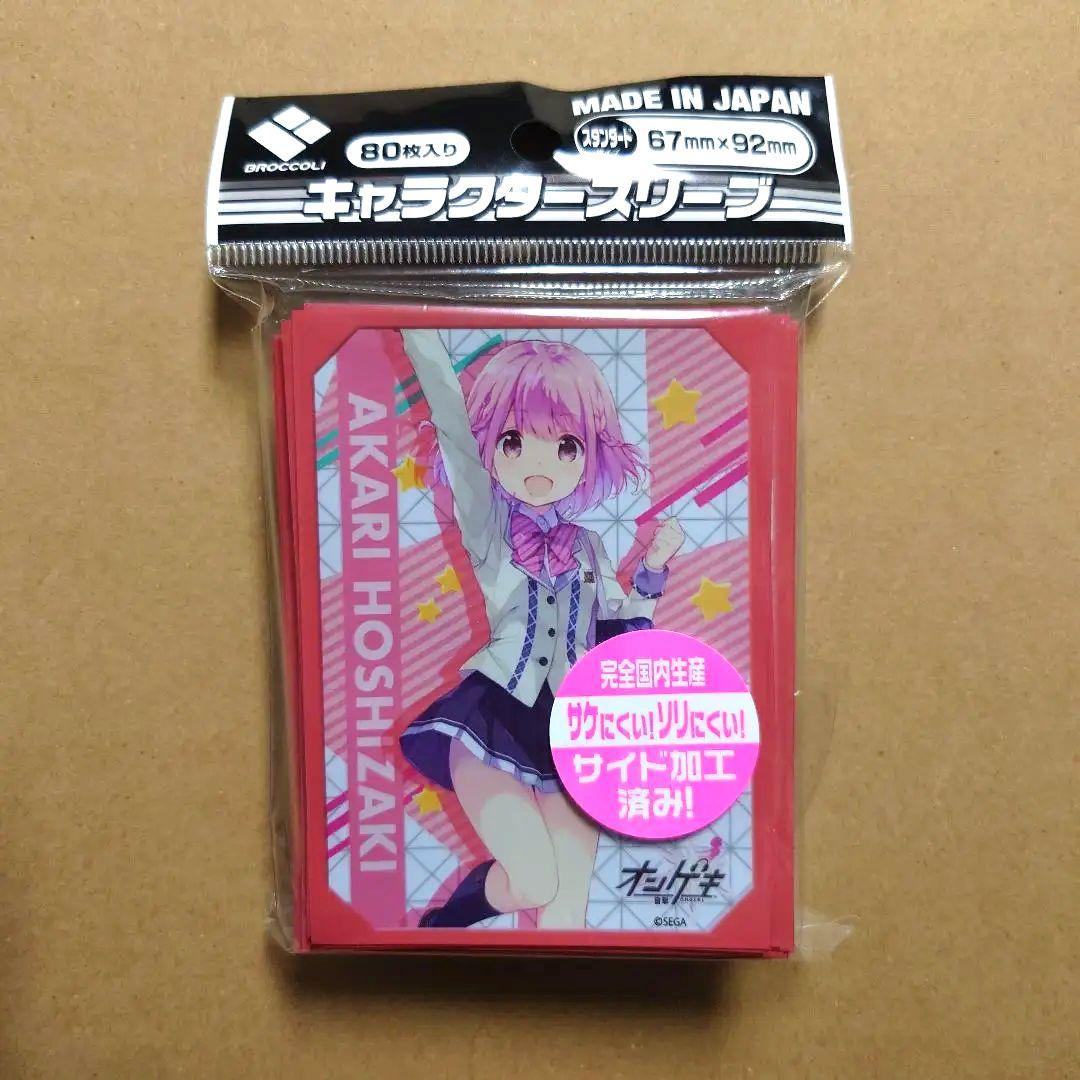 BROCCOLI
80枚入り
MADE IN JAPAN
スタンダード 67mm×92mm
キャラクタースリーブ
AKARI HOSHIZAKI
完全国内生産
サケにくい!ソリにくい!
サイド加工
済み!
オンゲキ
音撃 ONGEKI
©SEGA